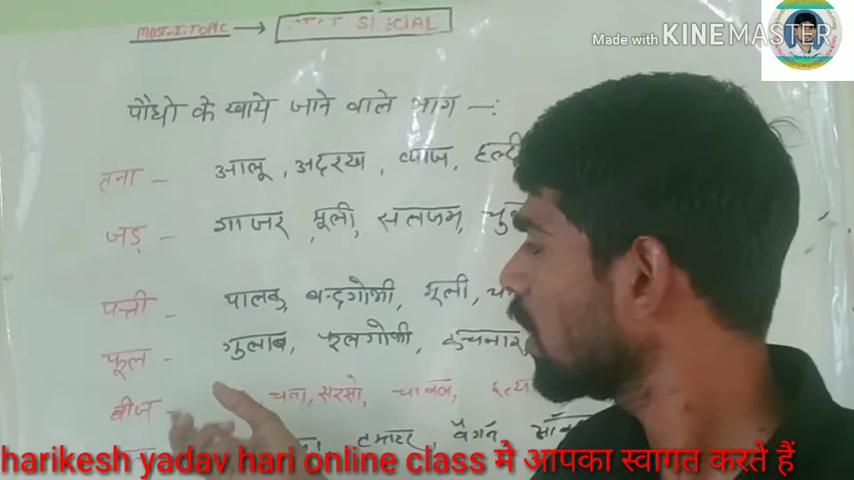 MOST-I-TOPIC →
Made with KINEMASTER
पौधो के खाये जाने वाले भाग -:
तना - आलू, अदरख, प्याज, हल्दी
जड़ - गाजर, मूली, सलजम,
पत्ती - पालक, बन्दगोभी, मूली,
फूल - गुलाब, फूलगोभी, कचनार,
बीज - चना, सरसो, चावल,
टमाटर, बैगन,
harikesh yadav hari online class मे आपका स्वागत करते हैं